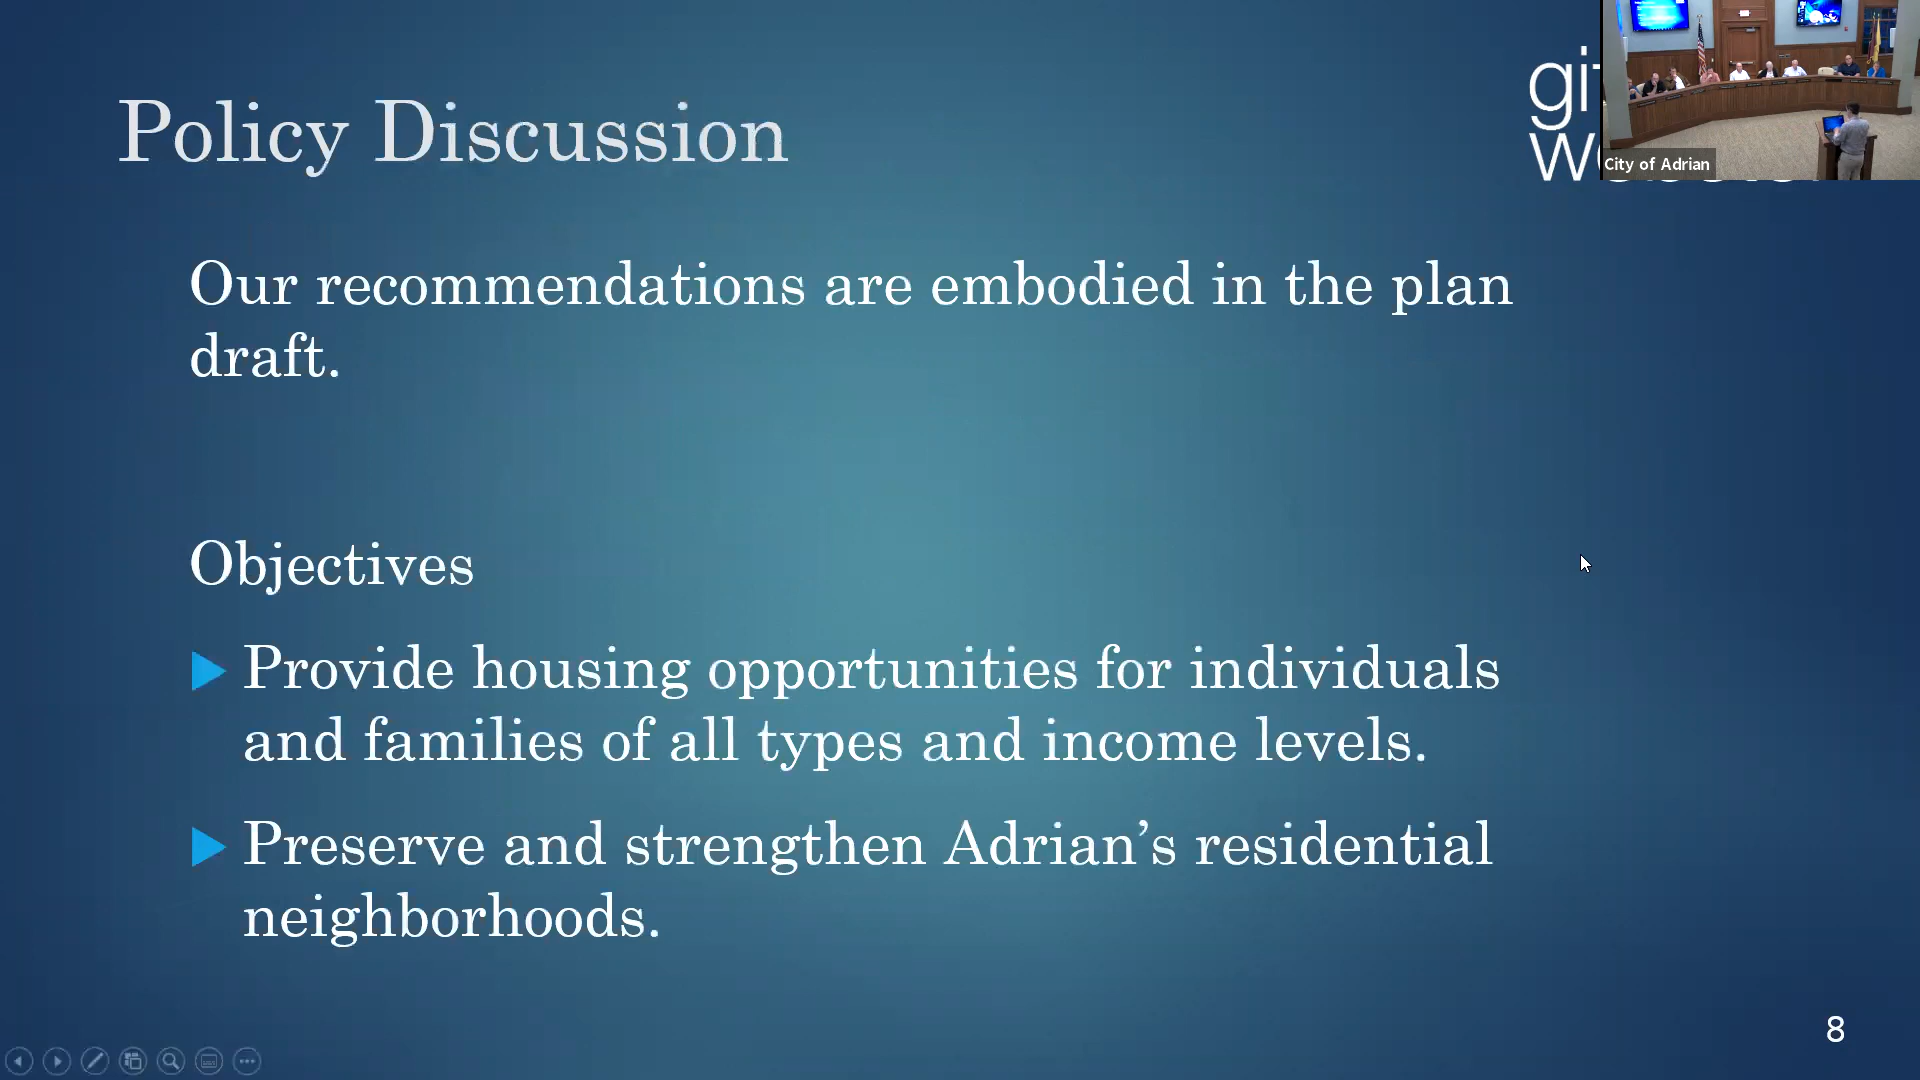 Policy Discussion
City of Adrian
Our recommendations are embodied in the plan
draft.
Objectives
Provide housing opportunities for individuals
and families of all types and income levels.
Preserve and strengthen Adrian’s residential
neighborhoods.
8